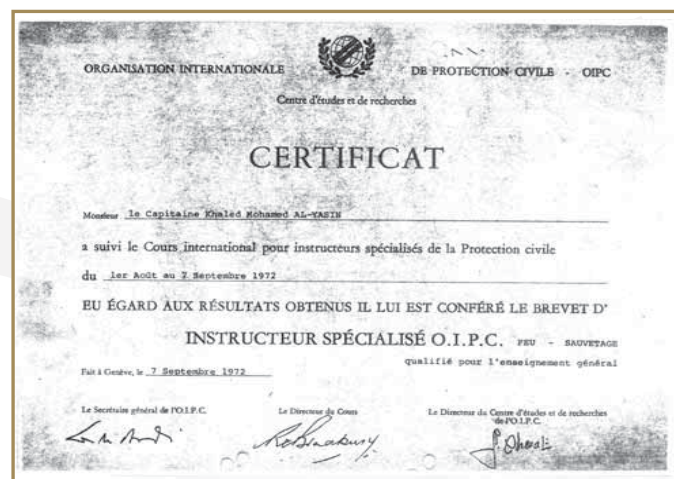 ORGANISATION INTERNATIONALE DE PROTECTION CIVILE - OIPC
Centre d'études et de recherches
CERTIFICAT
Monsieur le Capitaine Khaled Mohamed AL-YASIN
a suivi le Cours international pour instructeurs spécialisés de la Protection civile
du 1er Août au 7 Septembre 1972
EU ÉGARD AUX RÉSULTATS OBTENUS IL LUI EST CONFÉRÉ LE BREVET D'
INSTRUCTEUR SPÉCIALISÉ O.I.P.C. FEU - SAUVETAGE
qualifié pour l'enseignement général
Fait à Genève, le 7 Septembre 1972
Le Secrétaire général de l'O.I.P.C. Le Directeur du Cours Le Directeur du Centre d'études et de recherches
de l'O.I.P.C.